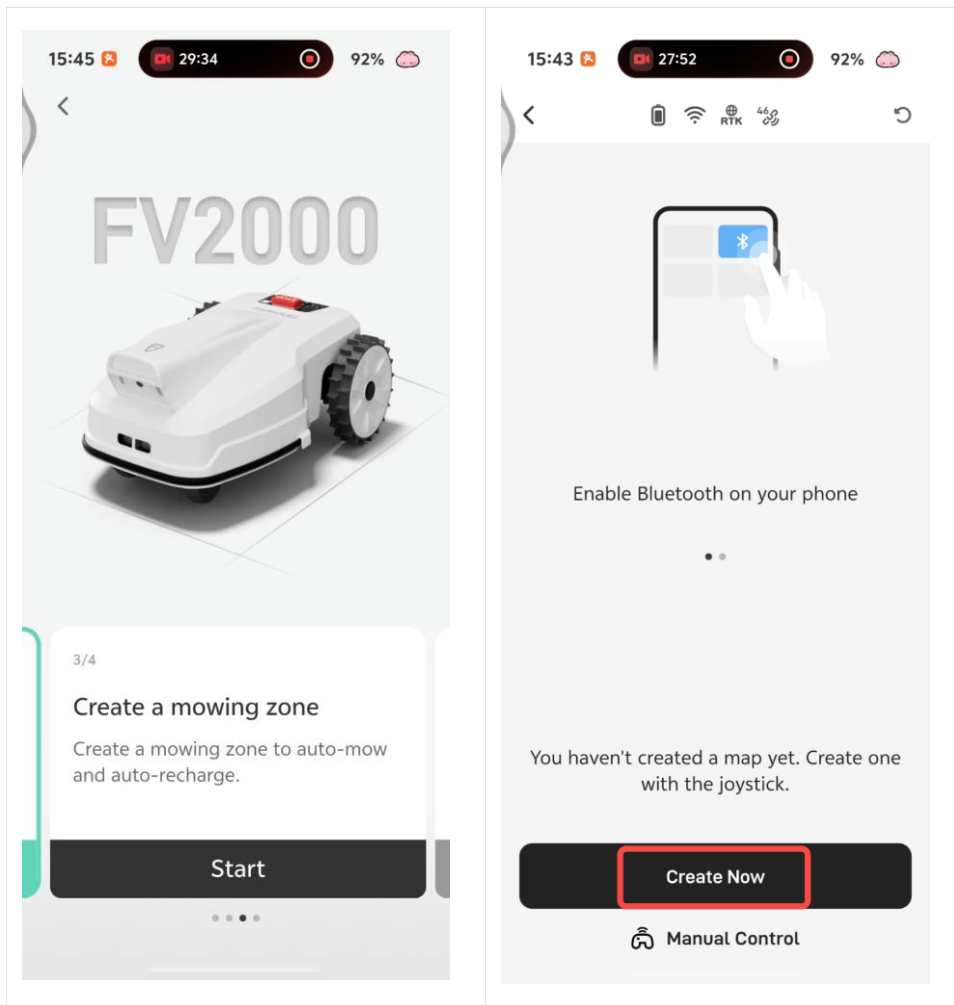 15:45
29:34
92%
FV2000
3/4
Create a mowing zone
Create a mowing zone to auto-mow
and auto-recharge.
Start
15:43
27:52
92%
RTK
Enable Bluetooth on your phone
You haven't created a map yet. Create one
with the joystick.
Create Now
Manual Control